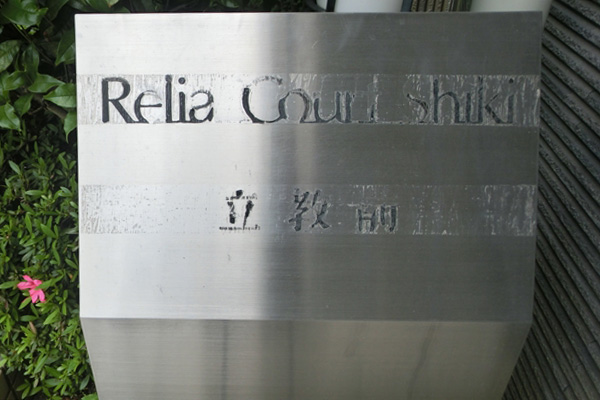 Relia Court Shiki
立教前